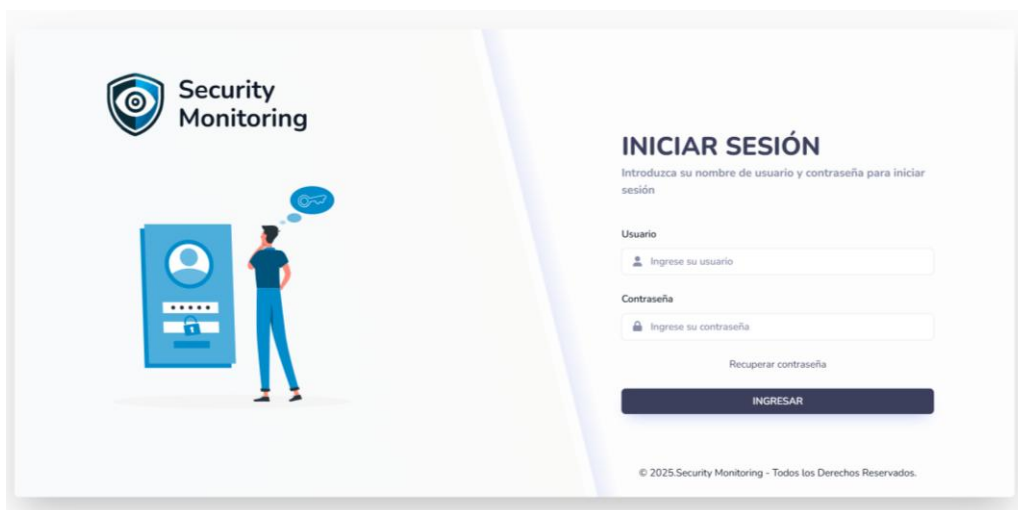 Security
Monitoring
INICIAR SESIÓN
Introduzca su nombre de usuario y contraseña para iniciar
sesión
Usuario
Ingrese su usuario
Contraseña
Ingrese su contraseña
Recuperar contraseña
INGRESAR
© 2025.Security Monitoring - Todos los Derechos Reservados.